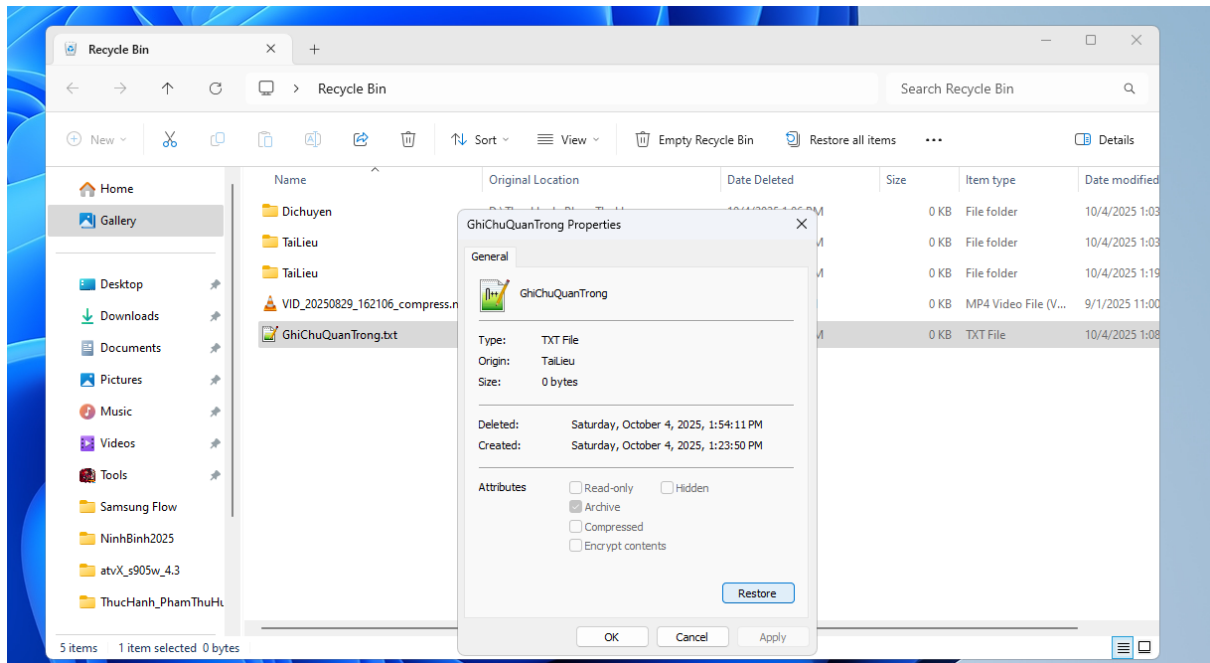 Recycle Bin
Recycle Bin
Search Recycle Bin
New
Sort
View
Empty Recycle Bin
Restore all items
Details
Home
Gallery
Desktop
Downloads
Documents
Pictures
Music
Videos
Tools
Samsung Flow
NinhBinh2025
atvX_s905w_4.3
ThucHanh_PhamThuHu
Name Original Location Date Deleted Size Item type Date modified
Dichuyen 0 KB File folder 10/4/2025 1:03
TaiLieu M 0 KB File folder 10/4/2025 1:03
TaiLieu M 0 KB File folder 10/4/2025 1:19
VID_20250829_162106_compress.m 0 KB MP4 Video File (V... 9/1/2025 11:00
GhiChuQuanTrong.txt M 0 KB TXT File 10/4/2025 1:08
GhiChuQuanTrong Properties
General
GhiChuQuanTrong
Type: TXT File
Origin: TaiLieu
Size: 0 bytes
Deleted: Saturday, October 4, 2025, 1:54:11 PM
Created: Saturday, October 4, 2025, 1:23:50 PM
Attributes Read-only Hidden
Archive
Compressed
Encrypt contents
Restore
OK Cancel Apply
5 items 1 item selected 0 bytes